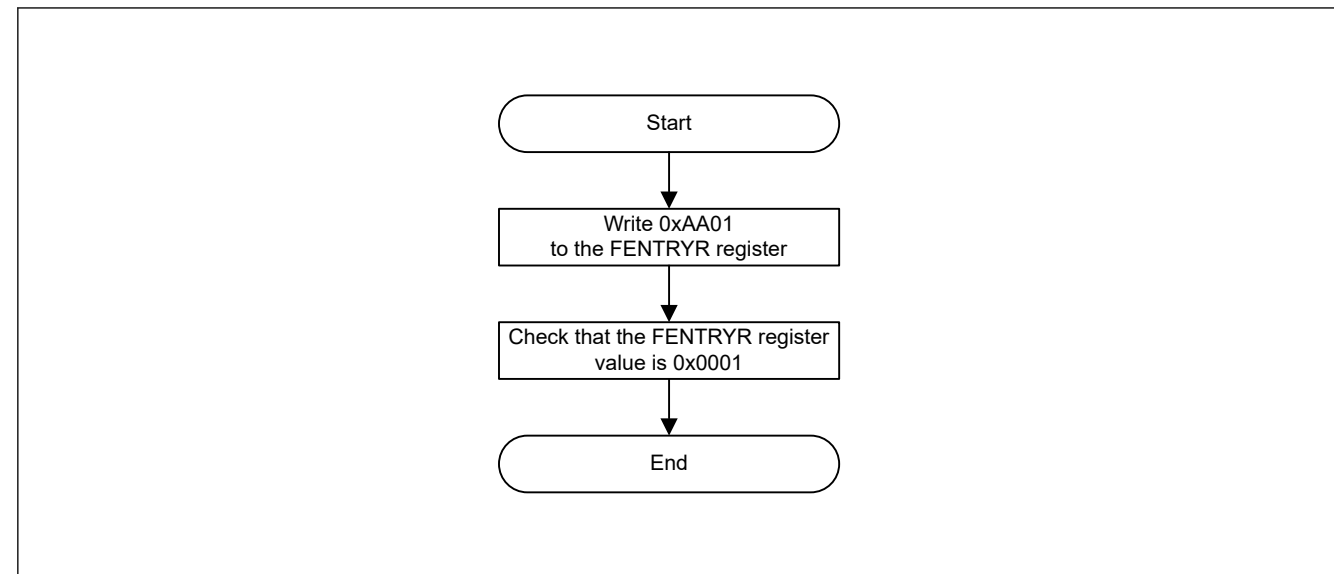 Start
Write 0xAA01
to the FENTRYR register
Check that the FENTRYR register
value is 0x0001
End